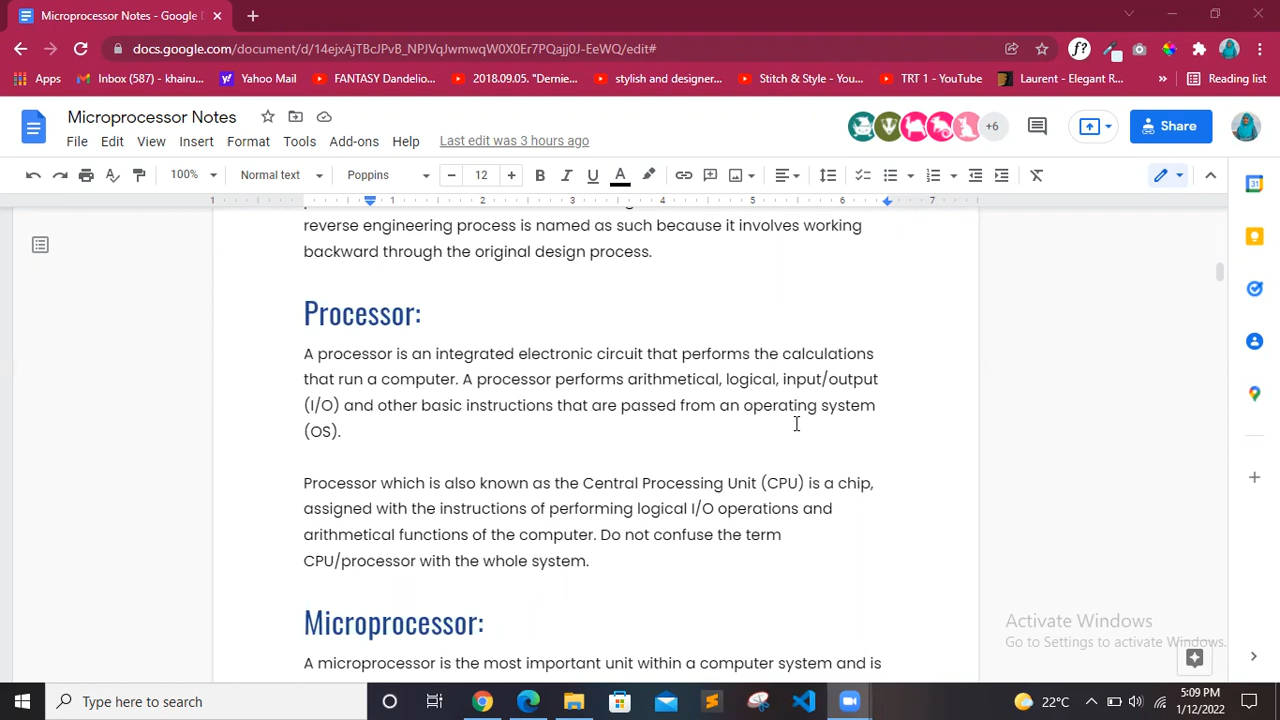 Microprocessor Notes - Google
docs.google.com/document/d/14ejxAjTBcJPvB_NPJVqJwmwqW0X0Er7PQajj0J-EeWQ/edit#
Apps
Inbox (587) - khairu...
Yahoo Mail
FANTASY Dandelio...
2018.09.05. "Dernie...
stylish and designer...
Stitch & Style - You...
TRT 1 - YouTube
Laurent - Elegant R...
»
Reading list
Microprocessor Notes
+6
Share
File Edit View Insert Format Tools Add-ons Help Last edit was 3 hours ago
100% Normal text Poppins 12
1 1 2 3 4 5 6 7
reverse engineering process is named as such because it involves working
backward through the original design process.
Processor:
A processor is an integrated electronic circuit that performs the calculations
that run a computer. A processor performs arithmetical, logical, input/output
(I/O) and other basic instructions that are passed from an operating system
(OS).
Processor which is also known as the Central Processing Unit (CPU) is a chip,
assigned with the instructions of performing logical I/O operations and
arithmetical functions of the computer. Do not confuse the term
CPU/processor with the whole system.
Microprocessor:
A microprocessor is the most important unit within a computer system and is
Activate Windows
Go to Settings to activate Windows.
Type here to search
22°C
5:09 PM
1/12/2022